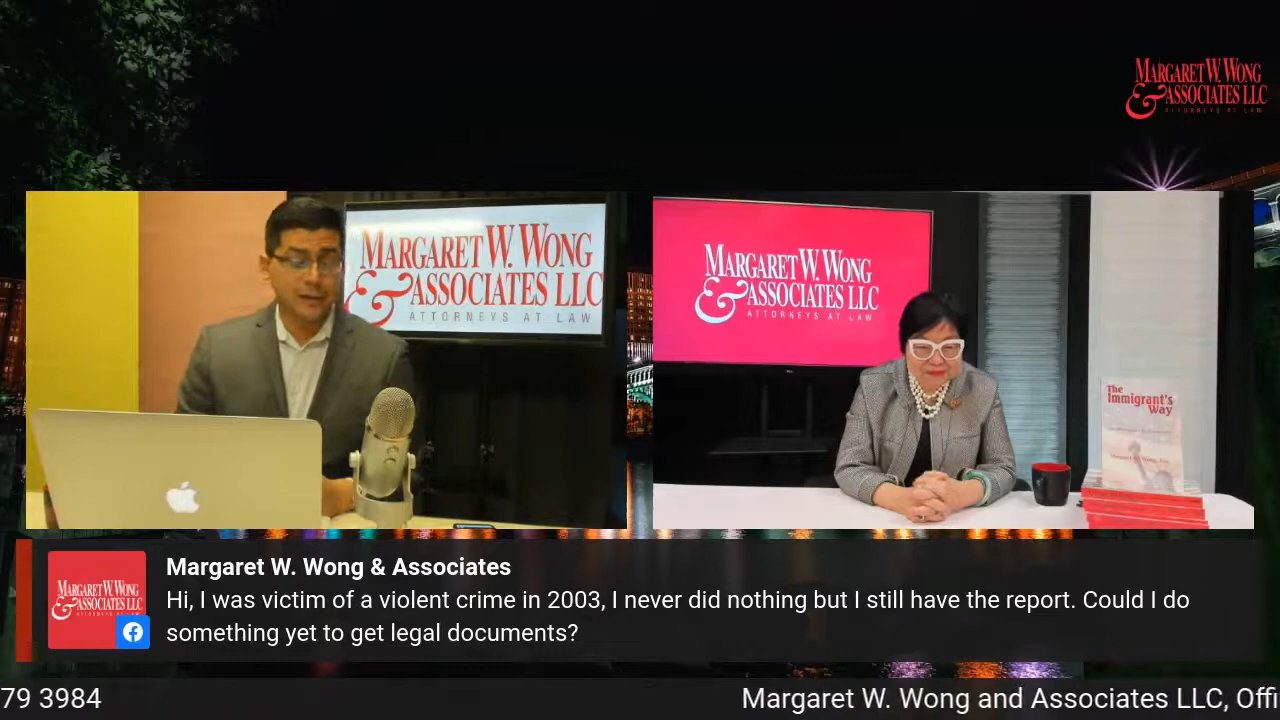 MARGARET W. WONG
& ASSOCIATES LLC
ATTORNEYS AT LAW
MARGARET W. WONG
& ASSOCIATES LLC
ATTORNEYS AT LAW
MARGARET W. WONG
& ASSOCIATES LLC
ATTORNEYS AT LAW
The
Immigrant's
Way
MARGARET W. WONG
& ASSOCIATES LLC
Margaret W. Wong & Associates
Hi, I was victim of a violent crime in 2003, I never did nothing but I still have the report. Could I do
something yet to get legal documents?
79 3984
Margaret W. Wong and Associates LLC, Offi